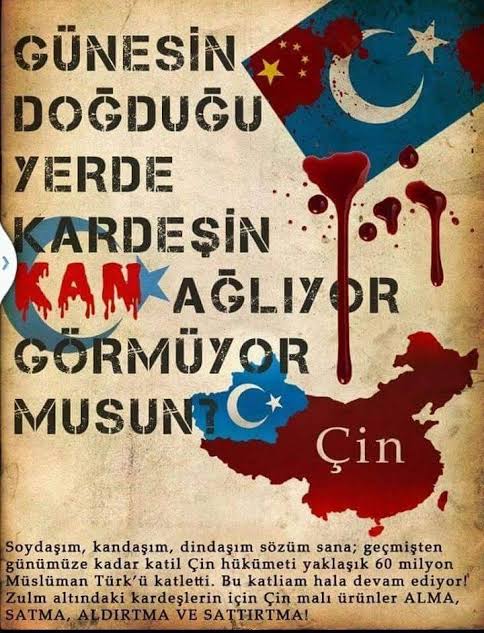 GÜNESİN
DOĞDUĞU
YERDE
KARDEŞİN
KAN AĞLIYOR
GÖRMÜYOR
MUSUN?
Çin
Soydaşım, kandaşım, dindaşım sözüm sana; geçmişten
günümüze kadar katil Çin hükümeti yaklaşık 60 milyon
Müslüman Türk'ü katletti. Bu katliam hala devam ediyor!
Zulm altındaki kardeşlerin için Çin malı ürünler ALMA,
SATMA, ALDIRTMA VE SATTIRTMA!